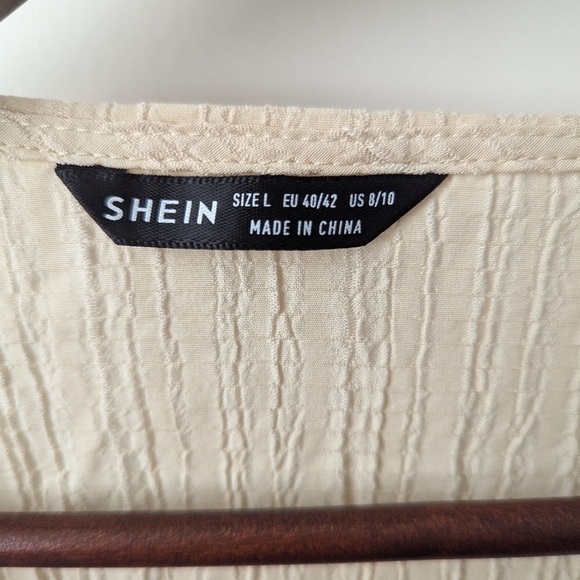 SHEIN
SIZE L EU 40/42 US 8/10
MADE IN CHINA